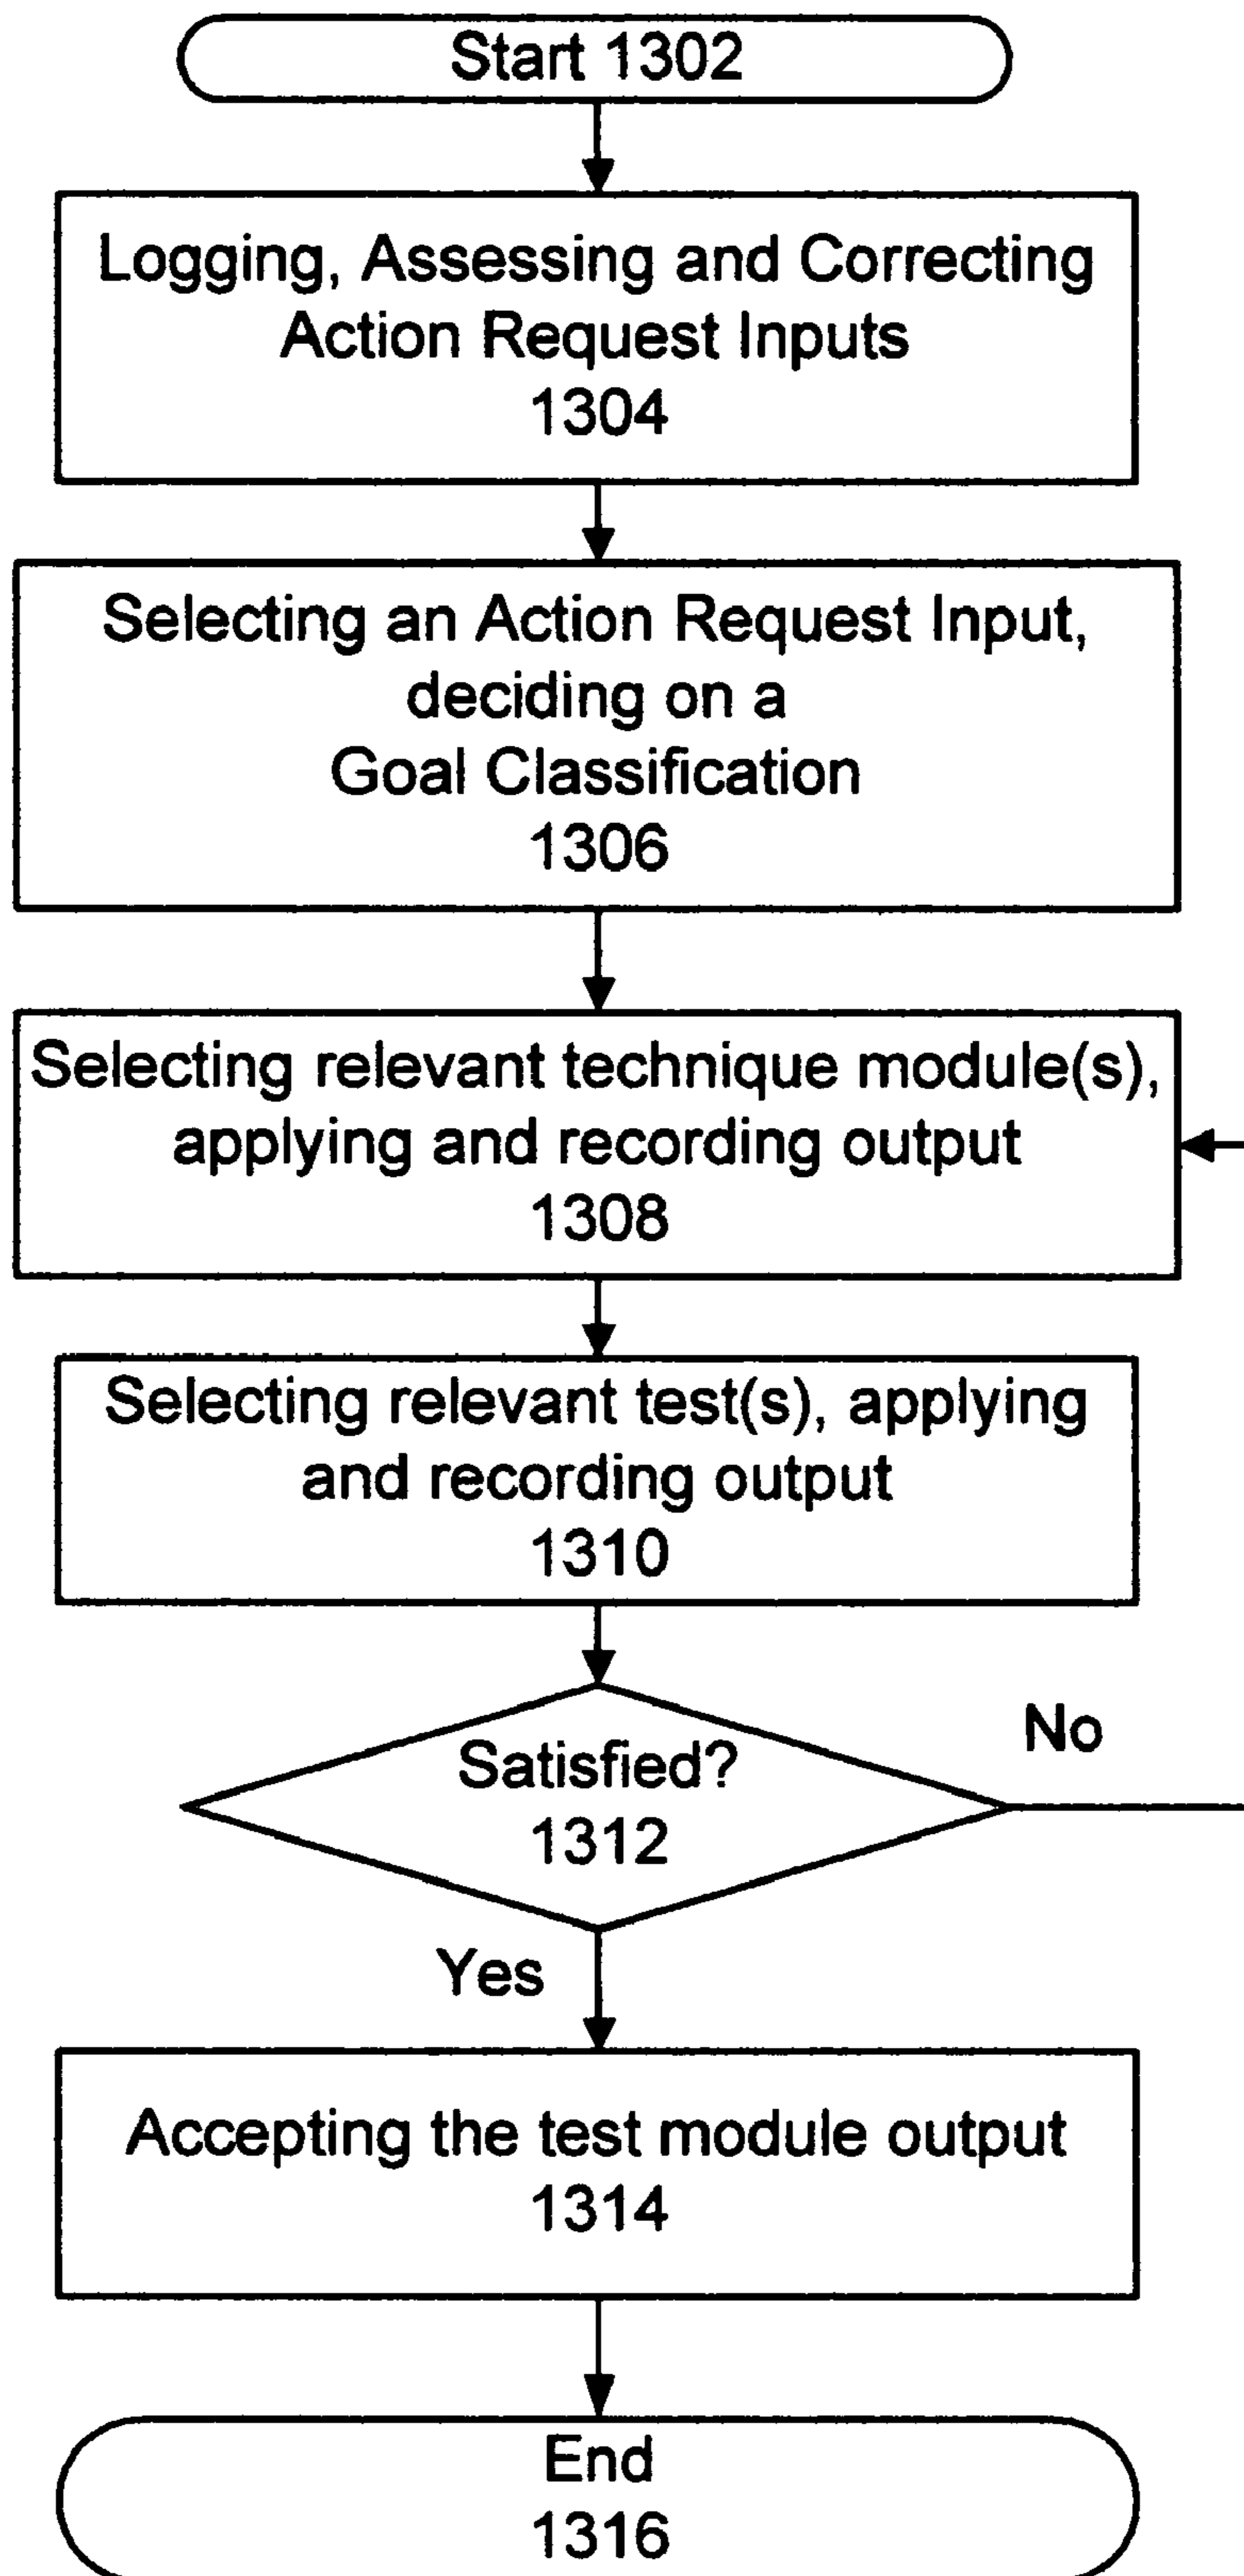 Start 1302
Logging, Assessing and Correcting
Action Request Inputs
1304
Selecting an Action Request Input,
deciding on a
Goal Classification
1306
Selecting relevant technique module(s),
applying and recording output
1308
Selecting relevant test(s), applying
and recording output
1310
Satisfied?
1312
No
Yes
Accepting the test module output
1314
End
1316